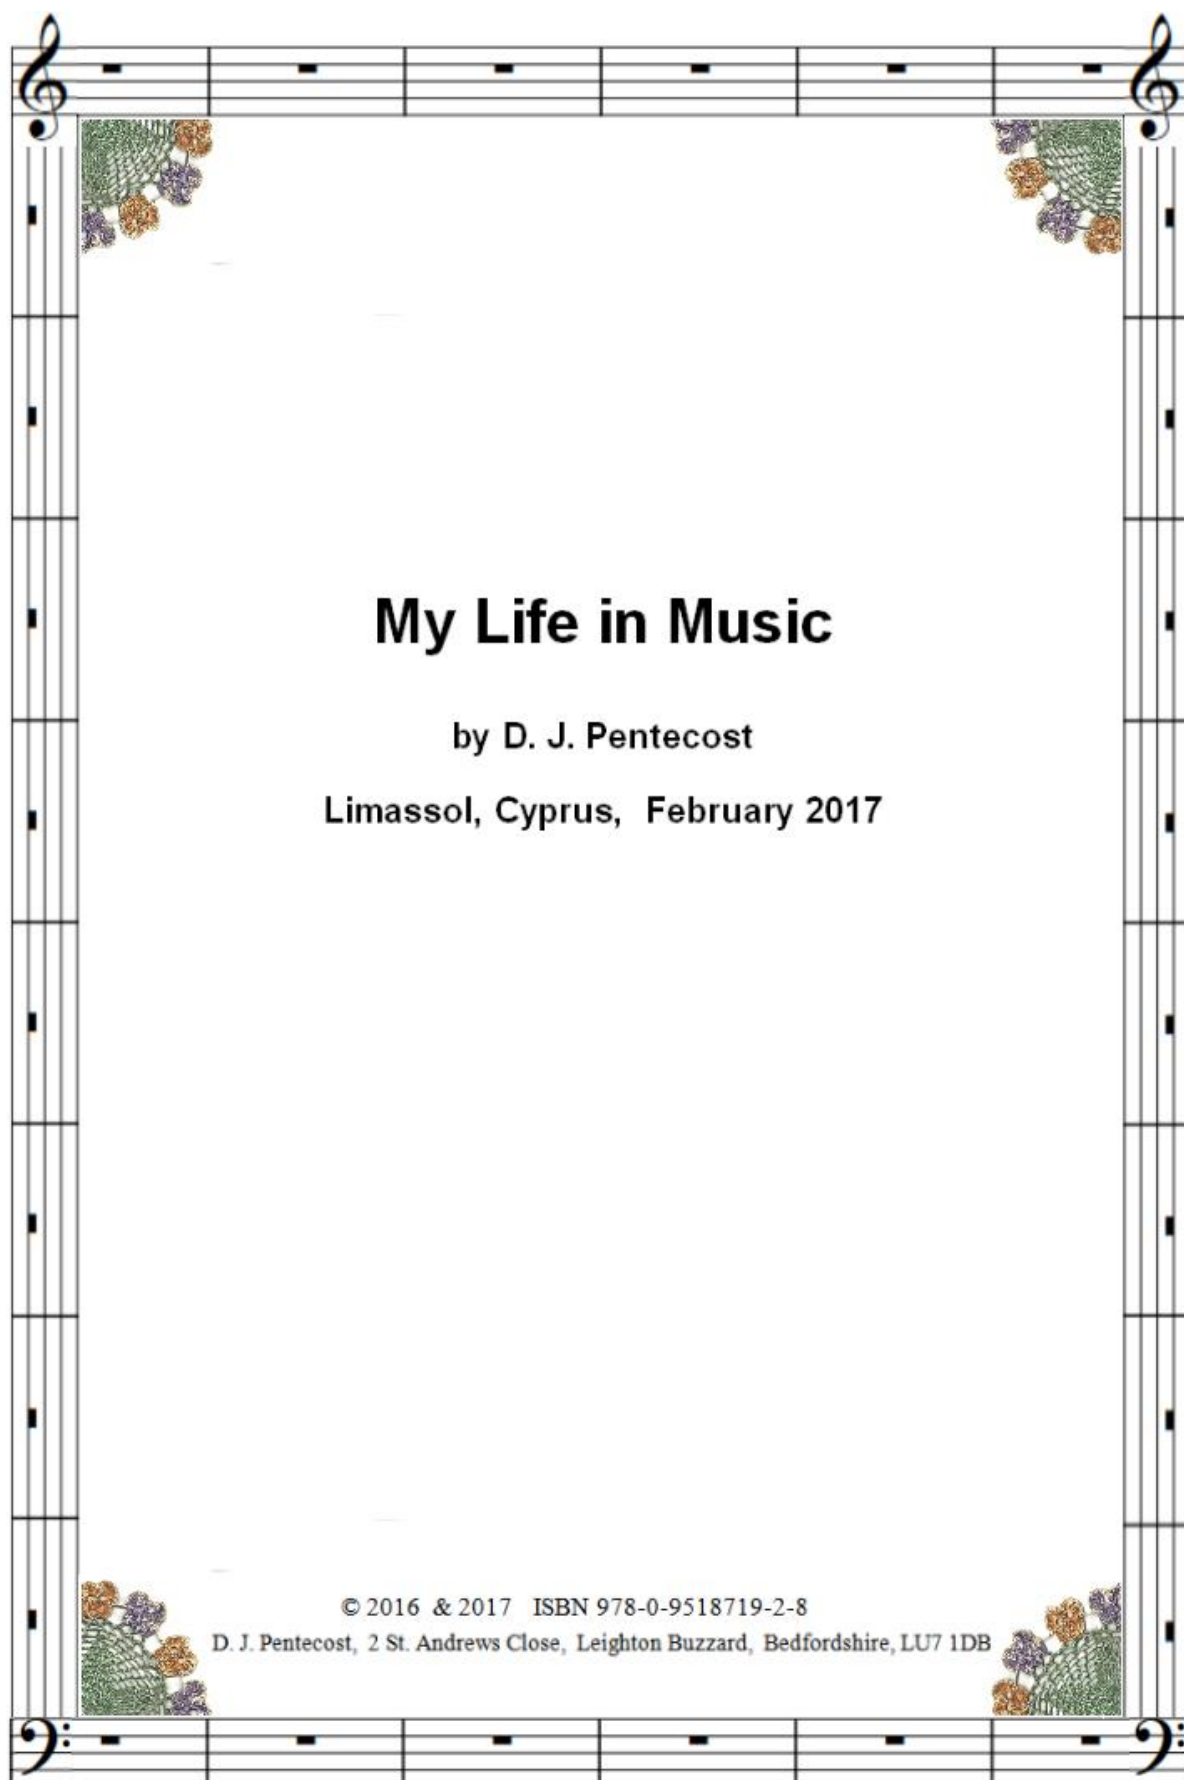 My Life in Music
by D. J. Pentecost
Limassol, Cyprus, February 2017
© 2016 & 2017 ISBN 978-0-9518719-2-8
D. J. Pentecost, 2 St. Andrews Close, Leighton Buzzard, Bedfordshire, LU7 1DB